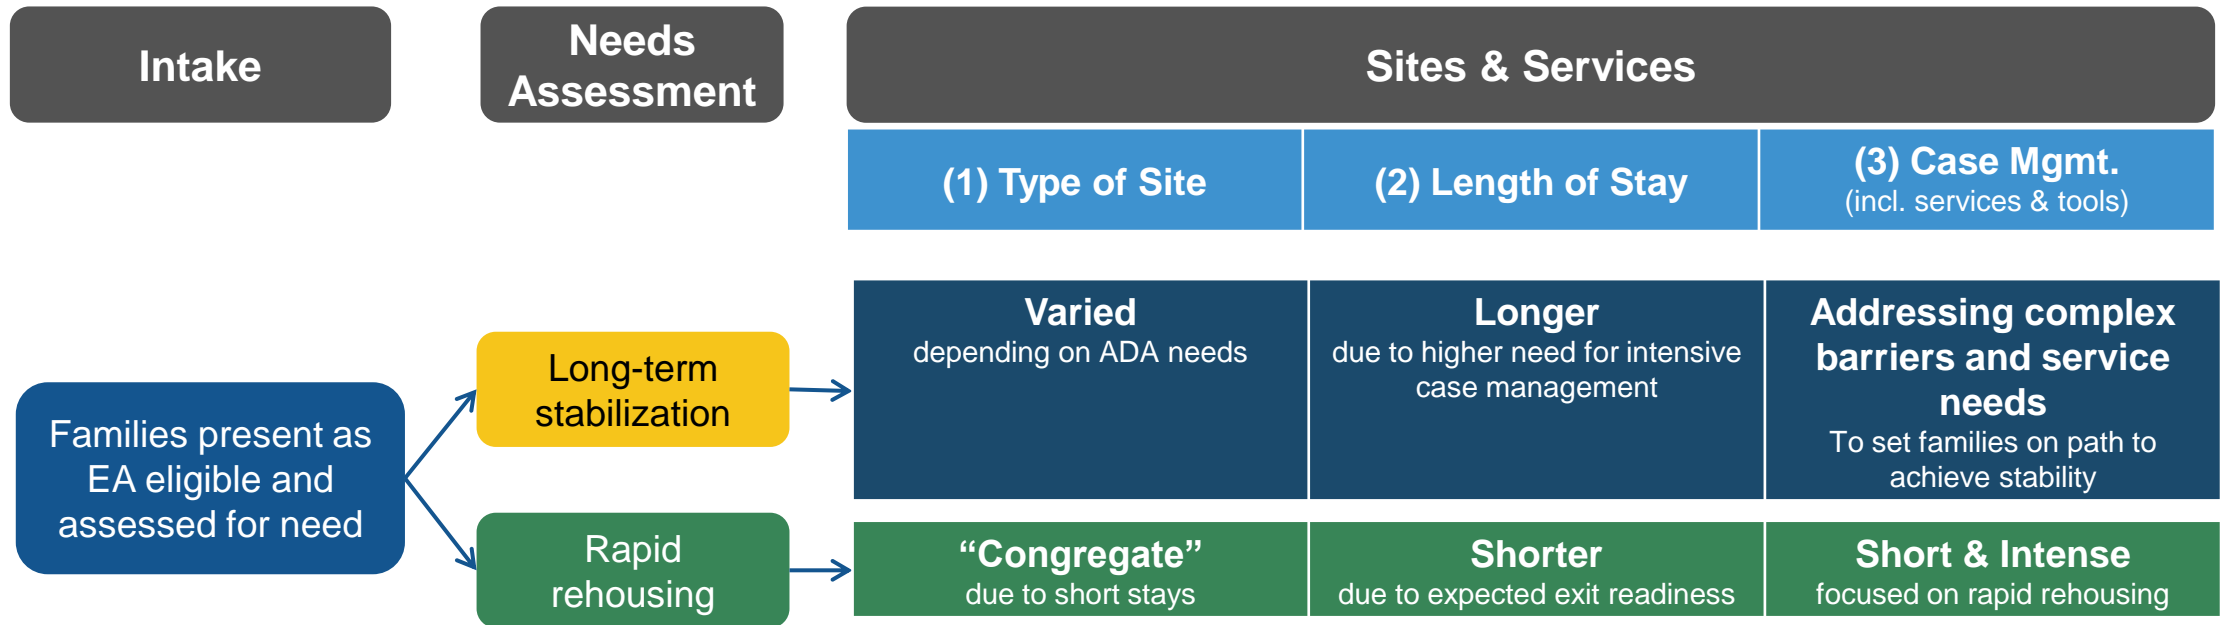 Intake
Needs
Assessment
Sites & Services
(1) Type of Site
(2) Length of Stay
(3) Case Mgmt.
(incl. services & tools)
Families present as
EA eligible and
assessed for need
Long-term
stabilization
Varied
depending on ADA needs
Longer
due to higher need for intensive
case management
Addressing complex
barriers and service
needs
To set families on path to
achieve stability
Rapid
rehousing
“Congregate”
due to short stays
Shorter
due to expected exit readiness
Short & Intense
focused on rapid rehousing